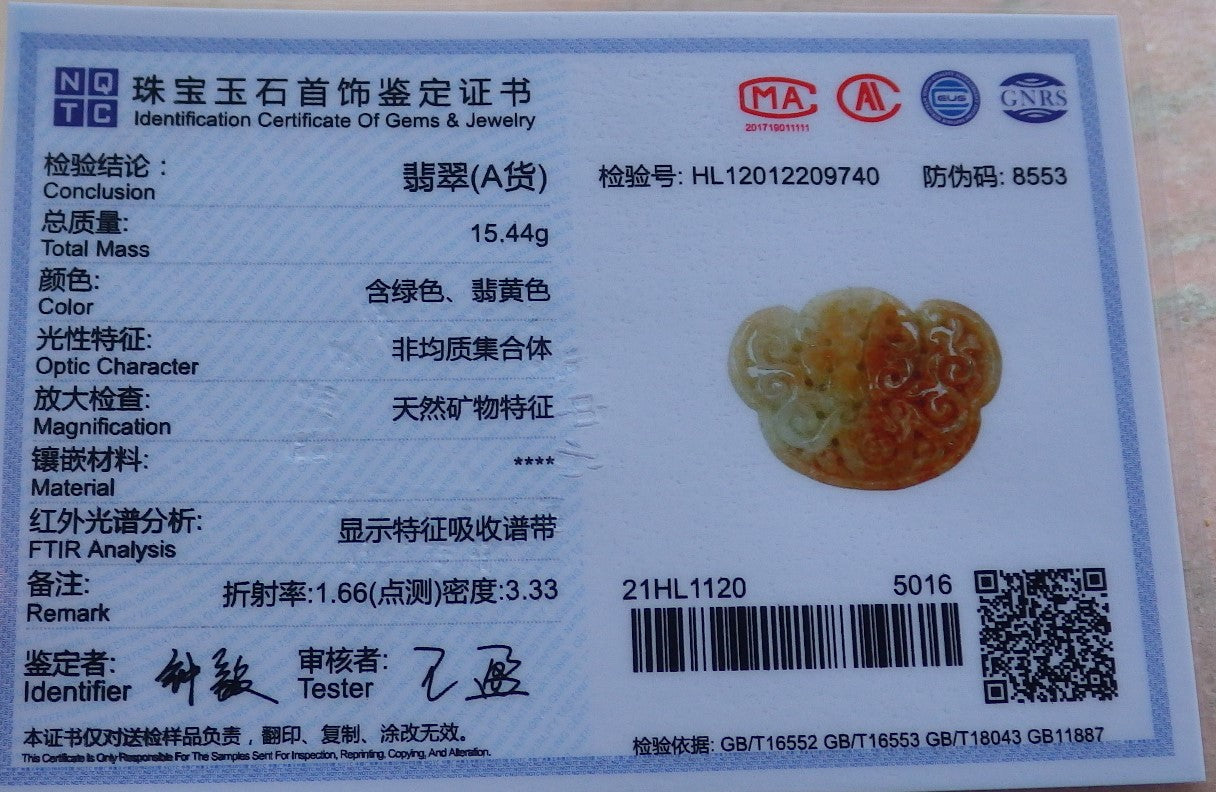 NQ
TC
珠宝玉石首饰鉴定证书
Identification Certificate Of Gems & Jewelry
MA
201719011111
GNRS
检验结论：
Conclusion
翡翠(A货)
检验号: HL12012209740 防伪码: 8553
总质量:
Total Mass
15.44g
颜色:
Color
含绿色、翡黄色
光性特征:
Optic Character
非均质集合体
放大检查:
Magnification
天然矿物特征
镶嵌材料:
Material
****
红外光谱分析:
FTIR Analysis
显示特征吸收谱带
备注:
Remark
折射率:1.66(点测)密度:3.33
21HL1120 5016
鉴定者:
Identifier
审核者:
Tester
本证书仅对送检样品负责，翻印、复制、涂改无效。
This Certificate Is Only Responsible For The Samples Sent For Inspection, Reprinting, Copying, And Alteration.
检验依据: GB/T16552 GB/T16553 GB/T18043 GB11887